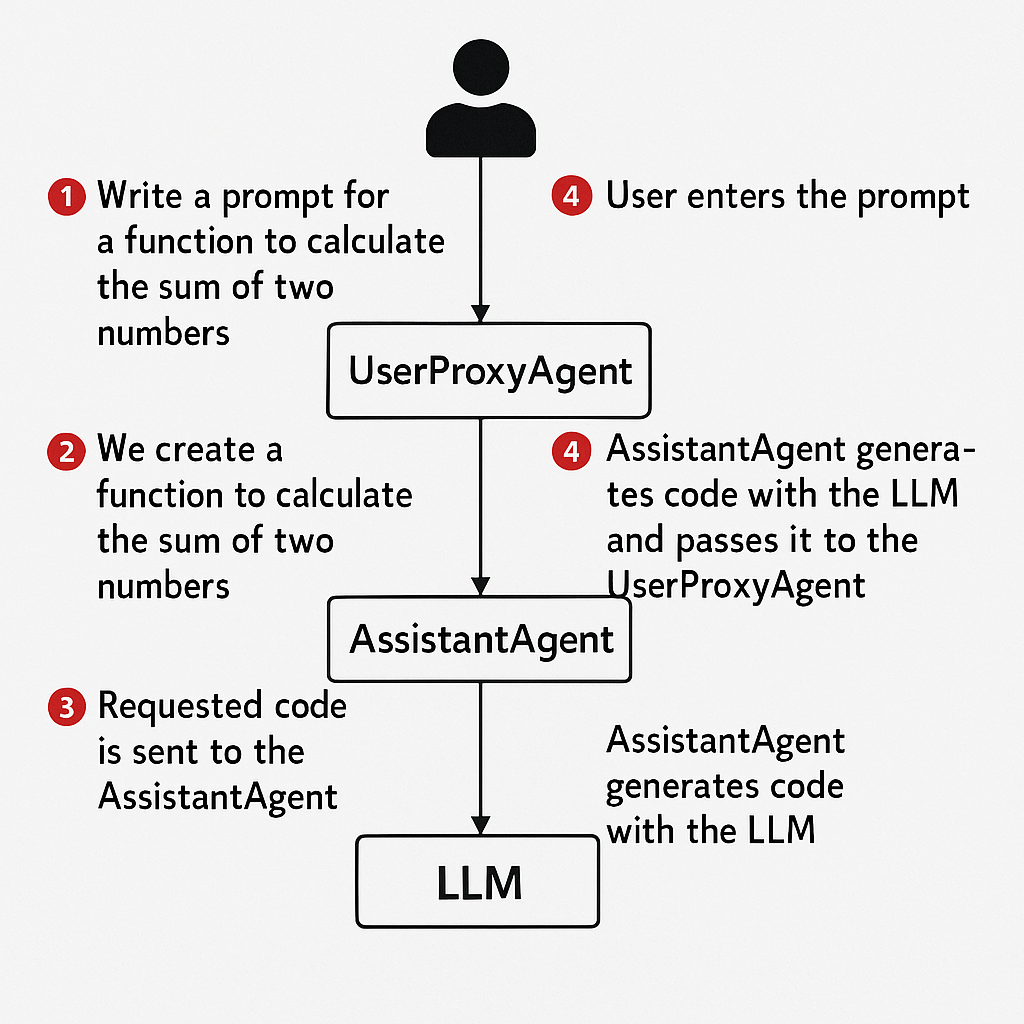 1 Write a prompt for
a function to calculate
the sum of two
numbers
4 User enters the prompt
UserProxyAgent
2 We create a
function to calculate
the sum of two
numbers
4 AssistantAgent genera-
tes code with the LLM
and passes it to the
UserProxyAgent
AssistantAgent
3 Requested code
is sent to the
AssistantAgent
AssistantAgent
generates code
with the LLM
LLM